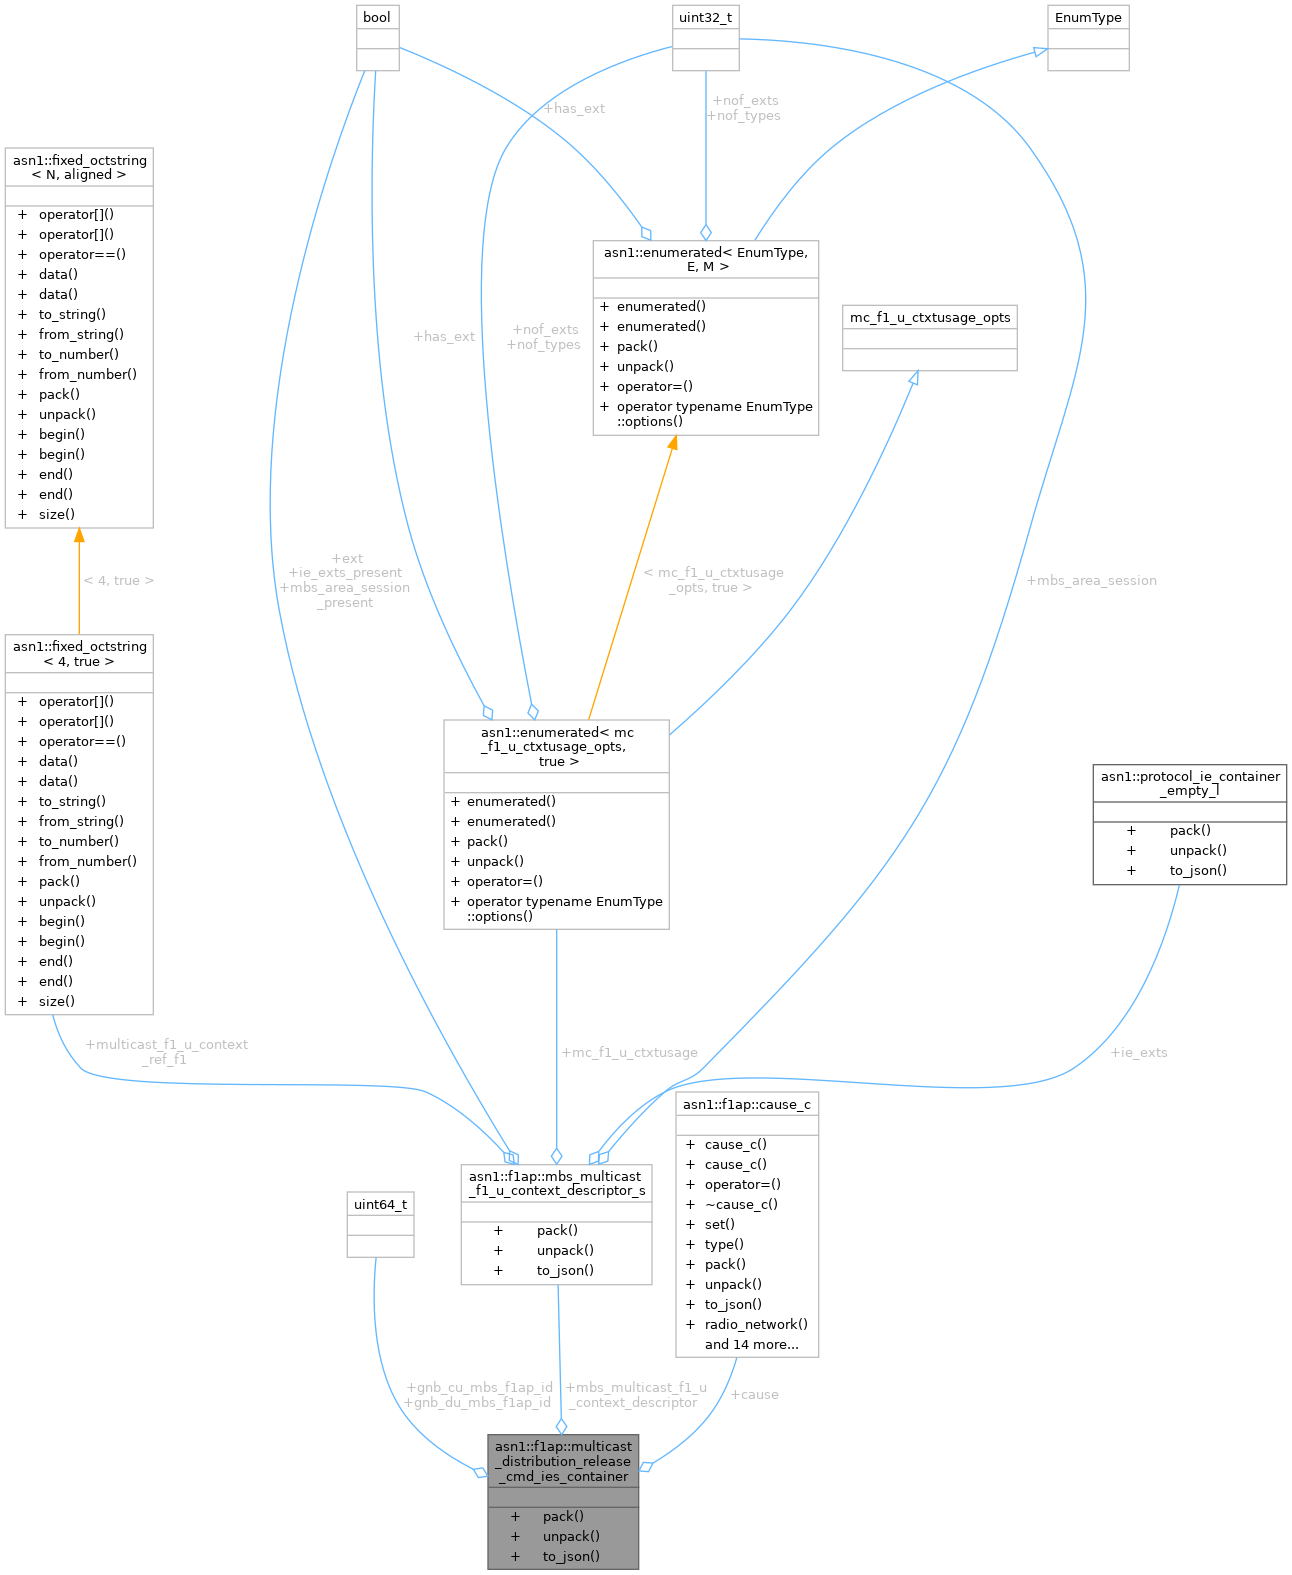 bool
uint32_t
EnumType
+has_ext
+nof_exts
+nof_types
asn1::fixed_octstring
< N, aligned >
+ operator[]()
+ operator[]()
+ operator==()
+ data()
+ data()
+ to_string()
+ from_string()
+ to_number()
+ from_number()
+ pack()
+ unpack()
+ begin()
+ begin()
+ end()
+ end()
+ size()
asn1::enumerated< EnumType,
E, M >
+ enumerated()
+ enumerated()
+ pack()
+ unpack()
+ operator=()
+ operator typename EnumType
::options()
mc_f1_u_ctxtusage_opts
+has_ext
+nof_exts
+nof_types
< 4, true >
+ext
+ie_exts_present
+mbs_area_session
_present
< mc_f1_u_ctxtusage
_opts, true >
+mbs_area_session
asn1::fixed_octstring
< 4, true >
+ operator[]()
+ operator[]()
+ operator==()
+ data()
+ data()
+ to_string()
+ from_string()
+ to_number()
+ from_number()
+ pack()
+ unpack()
+ begin()
+ begin()
+ end()
+ end()
+ size()
asn1::enumerated< mc
_f1_u_ctxtusage_opts,
true >
+ enumerated()
+ enumerated()
+ pack()
+ unpack()
+ operator=()
+ operator typename EnumType
::options()
asn1::protocol_ie_container
_empty_l
+ pack()
+ unpack()
+ to_json()
+multicast_f1_u_context
_ref_f1
+mc_f1_u_ctxtusage
+ie_exts
asn1::f1ap::cause_c
+ cause_c()
+ cause_c()
+ operator=()
+ ~cause_c()
+ set()
+ type()
+ pack()
+ unpack()
+ to_json()
+ radio_network()
and 14 more...
asn1::f1ap::mbs_multicast
_f1_u_context_descriptor_s
+ pack()
+ unpack()
+ to_json()
uint64_t
+gnb_cu_mbs_f1ap_id
+gnb_du_mbs_f1ap_id
+mbs_multicast_f1_u
_context_descriptor
+cause
asn1::f1ap::multicast
_distribution_release
_cmd_ies_container
+ pack()
+ unpack()
+ to_json()